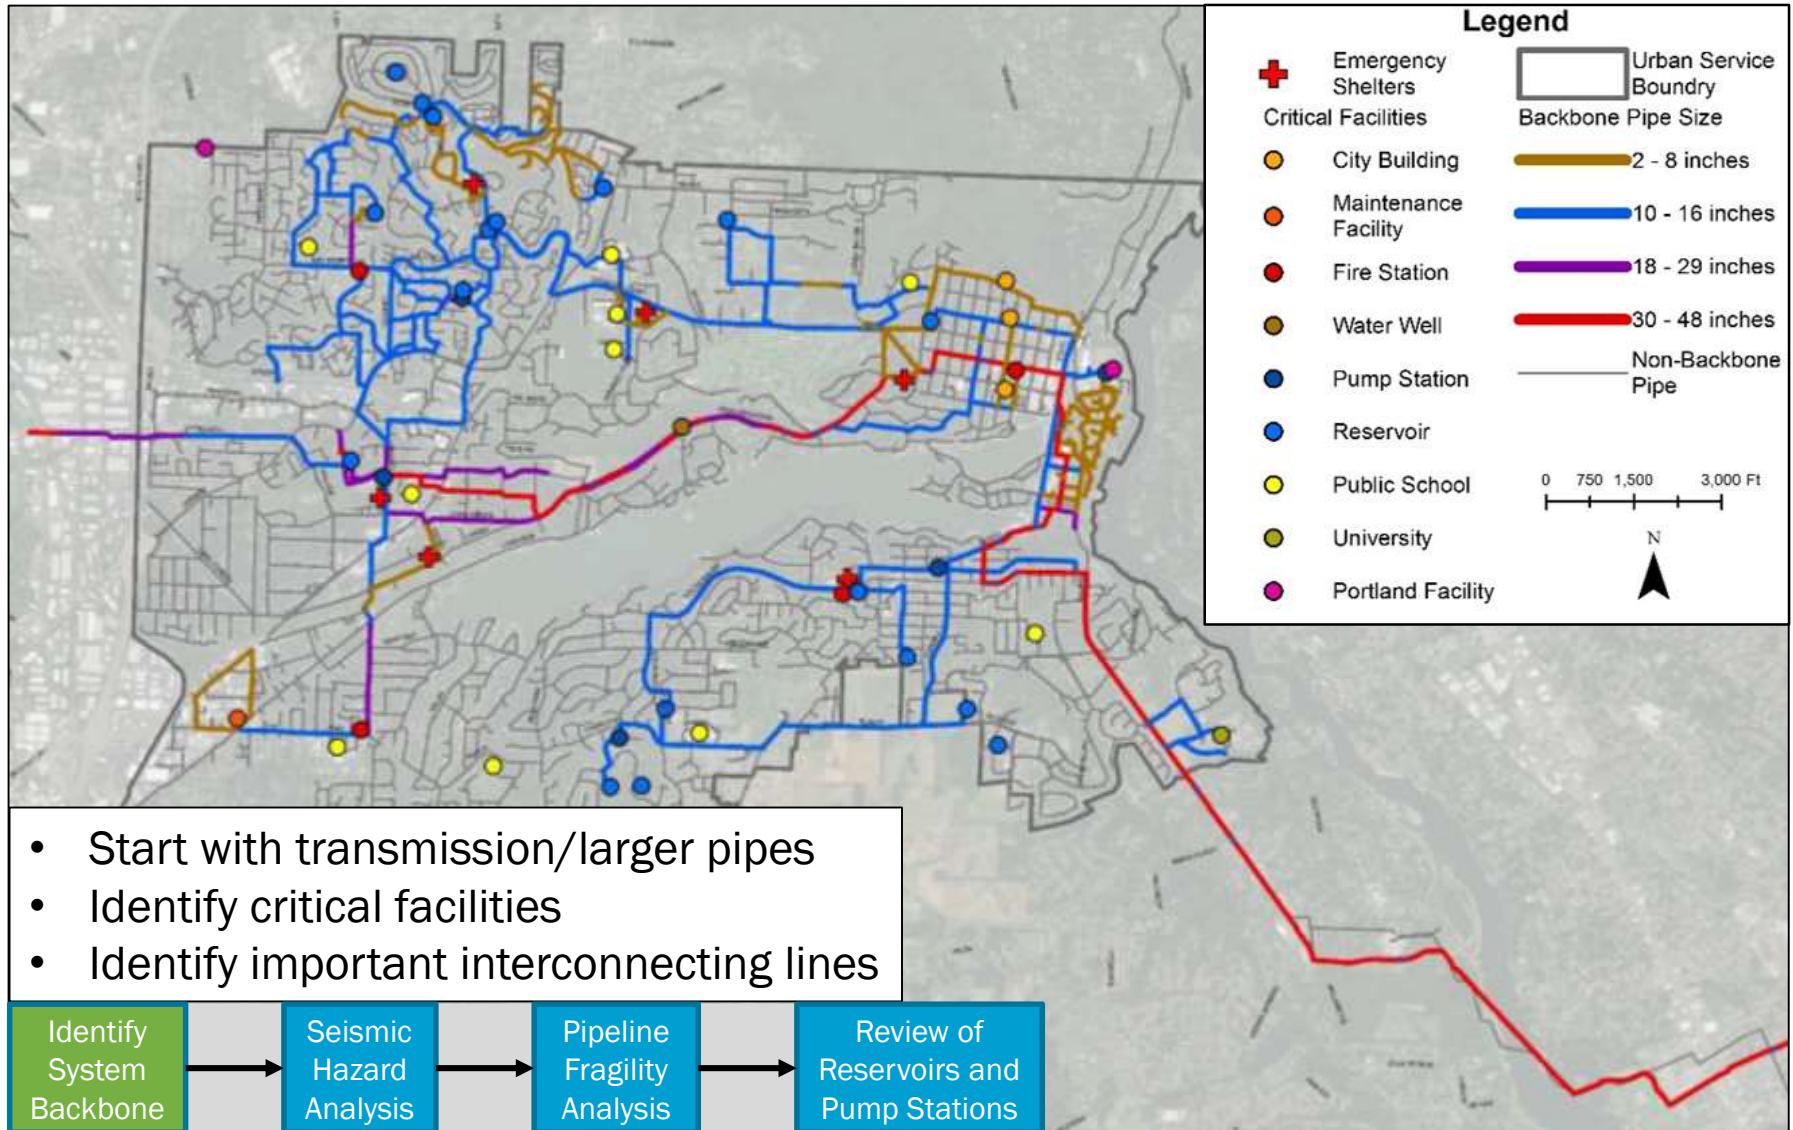 Legend
Emergency
Shelters
Urban Service
Boundry
Critical Facilities
Backbone Pipe Size
City Building
2 - 8 inches
Maintenance
Facility
10 - 16 inches
Fire Station
18 - 29 inches
Water Well
30 - 48 inches
Pump Station
Non-Backbone
Pipe
Reservoir
Public School
0 750 1,500 3,000 Ft
University
N
Portland Facility
• Start with transmission/larger pipes
• Identify critical facilities
• Identify important interconnecting lines
Identify
System
Backbone
Seismic
Hazard
Analysis
Pipeline
Fragility
Analysis
Review of
Reservoirs and
Pump Stations